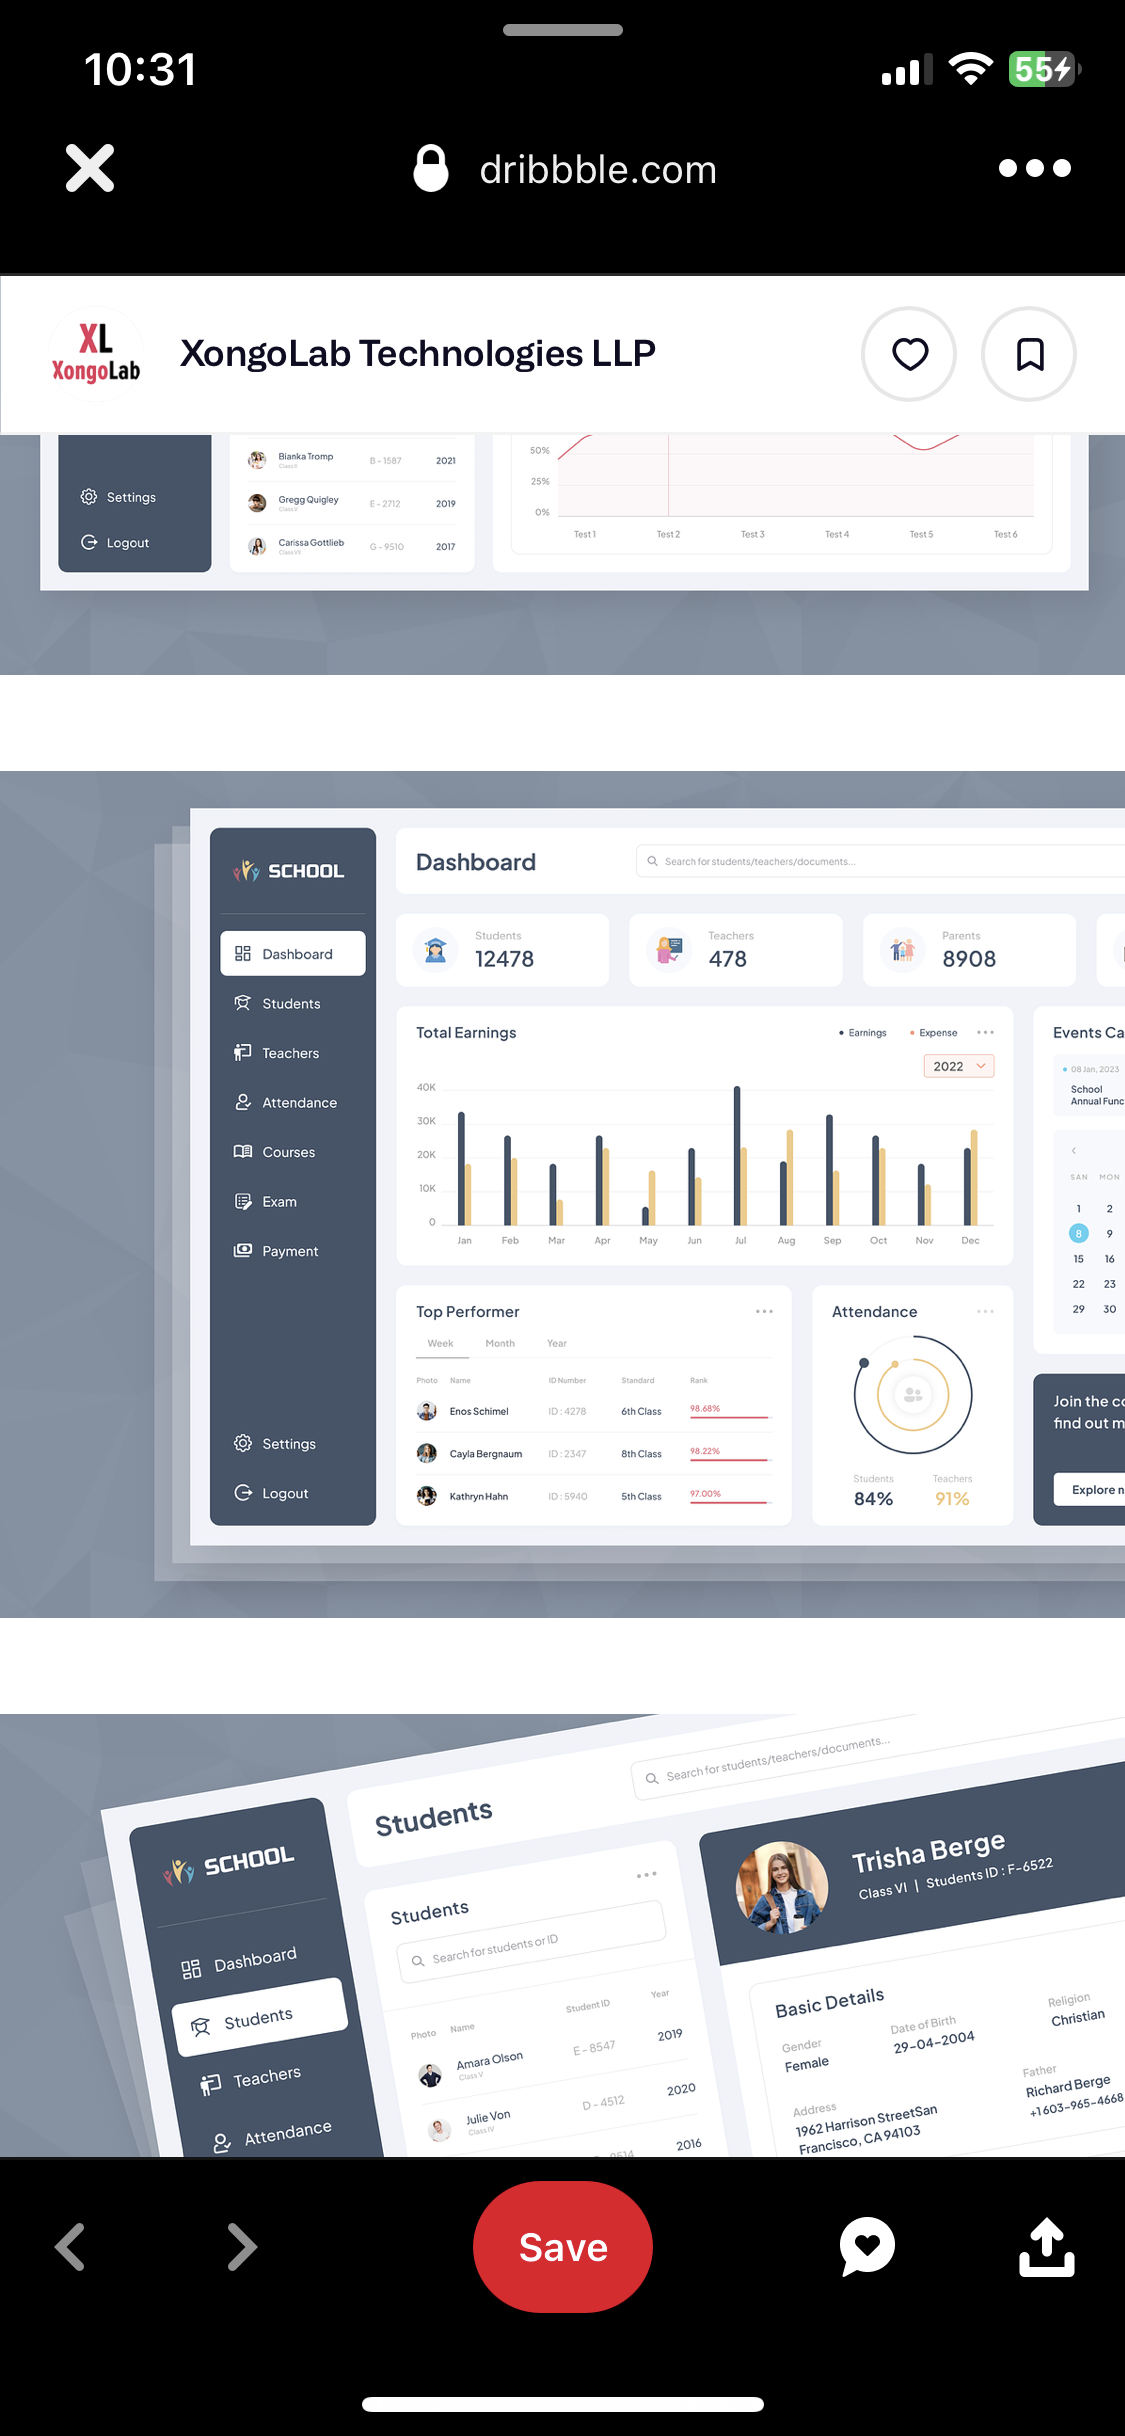 10:31
55
dribbble.com
XL
XongoLab
XongoLab Technologies LLP
Settings
Logout
Bianka Tromp
Class II
B - 1587
2021
Gregg Quigley
Class V
E - 2712
2019
Carissa Gottlieb
Class VII
G - 9510
2017
50%
25%
0%
Test 1
Test 2
Test 3
Test 4
Test 5
Test 6
SCHOOL
Dashboard
Students
Teachers
Attendance
Courses
Exam
Payment
Settings
Logout
Dashboard
Search for students/teachers/documents...
Students
12478
Teachers
478
Parents
8908
Total Earnings
Earnings
Expense
2022
40K
30K
20K
10K
0
Jan
Feb
Mar
Apr
May
Jun
Jul
Aug
Sep
Oct
Nov
Dec
Events Ca
08 Jan, 2023
School
Annual Func
SAN MON
1 2
8 9
15 16
22 23
29 30
Top Performer
Week
Month
Year
Photo Name ID Number Standard Rank
Enos Schimel ID : 4278 6th Class 98.68%
Cayla Bergnaum ID : 2347 8th Class 98.22%
Kathryn Hahn ID : 5940 5th Class 97.00%
Attendance
Students
84%
Teachers
91%
Join the co
find out m
Explore n
SCHOOL
Dashboard
Students
Teachers
Attendance
Students
Search for students/teachers/documents...
Students
Search for students or ID
Photo Name Student ID Year
Amara Olson
Class V
E - 8547
2019
Julie Von
Class IV
D - 4512
2020
2016
Trisha Berge
Class VI | Students ID : F-6522
Basic Details
Gender
Female
Date of Birth
29-04-2004
Religion
Christian
Address
1962 Harrison StreetSan
Francisco, CA 94103
Father
Richard Berge
+1 603-965-4668
Save